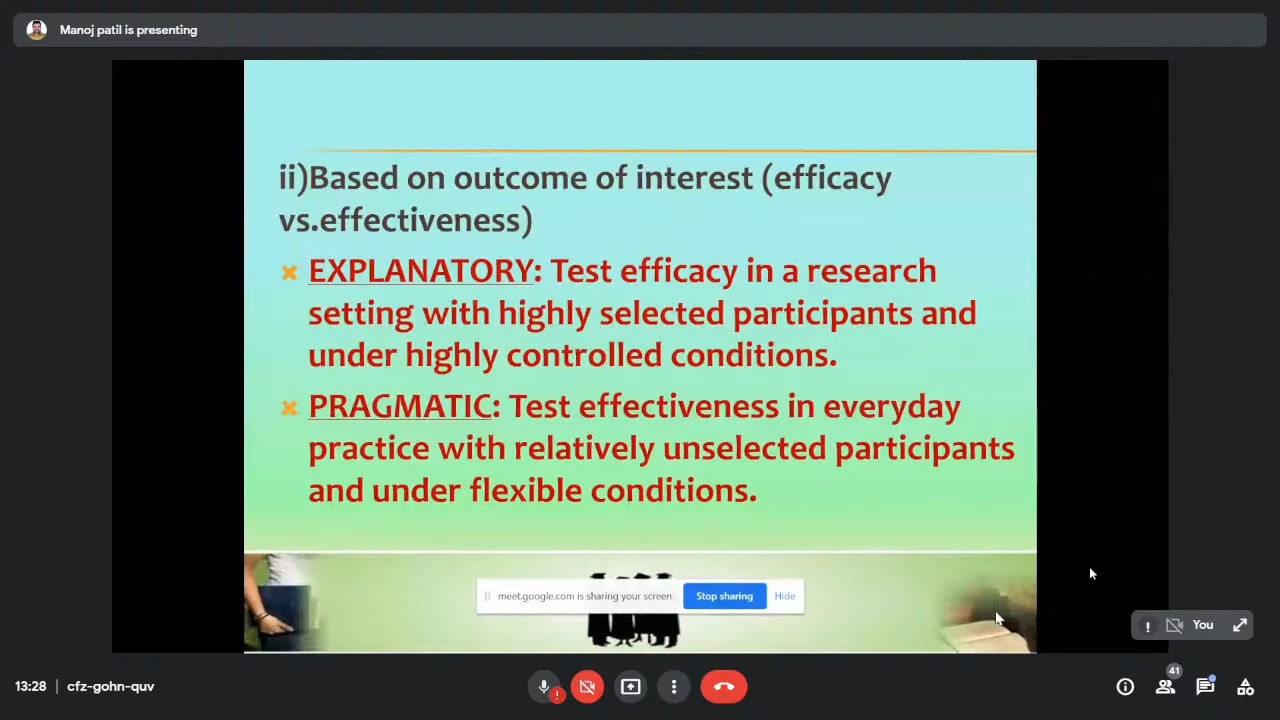 Manoj patil is presenting
ii)Based on outcome of interest (efficacy
vs.effectiveness)
EXPLANATORY: Test efficacy in a research
setting with highly selected participants and
under highly controlled conditions.
PRAGMATIC: Test effectiveness in everyday
practice with relatively unselected participants
and under flexible conditions.
meet.google.com is sharing your screen. Stop sharing Hide
You
13:28 | cfz-gohn-quv
41